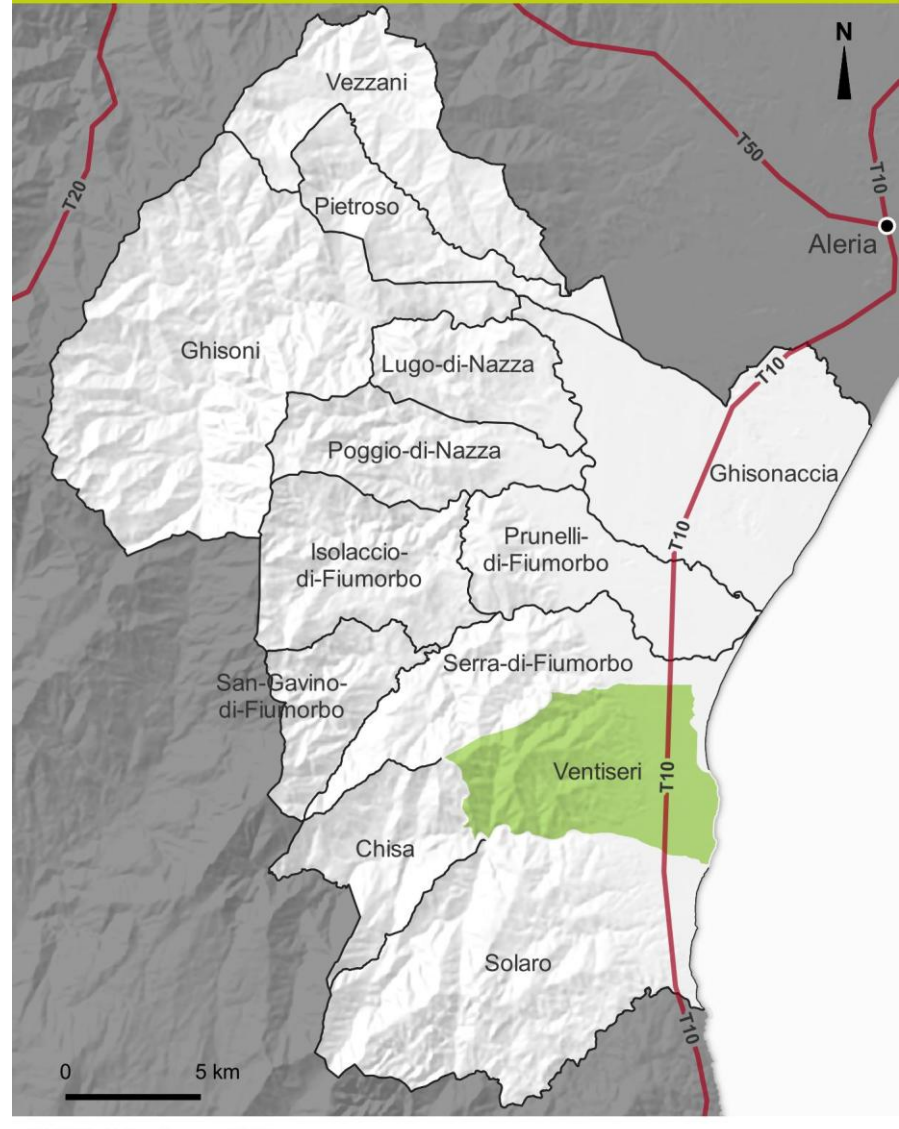 N
Vezzani
T50
T10
T20
Pietroso
Aleria
Ghisoni
Lugo-di-Nazza
T10
Poggio-di-Nazza
Ghisonaccia
T10
Isolaccio-
di-Fiumorbo
Prunelli-
di-Fiumorbo
Serra-di-Fiumorbo
San-Gavino-
di-Fiumorbo
Ventiseri
T10
Chisa
Solaro
T10
0 5 km